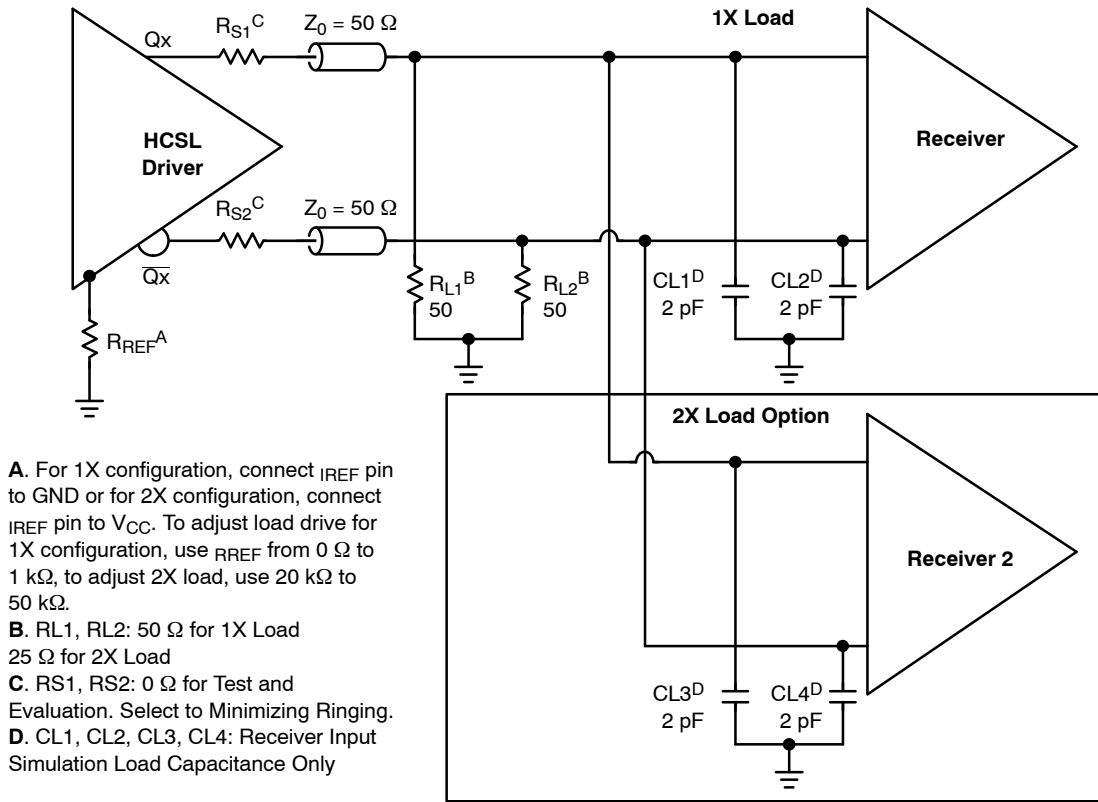 1X Load
Qx
RS1C
Z0 = 50 Ω
HCSL
Driver
Receiver
RS2C
Z0 = 50 Ω
Qx
RL1B
50
RL2B
50
CL1D
2 pF
CL2D
2 pF
RREFA
2X Load Option
A. For 1X configuration, connect IREF pin
to GND or for 2X configuration, connect
IREF pin to VCC. To adjust load drive for
1X configuration, use RREF from 0 Ω to
1 kΩ, to adjust 2X load, use 20 kΩ to
50 kΩ.
B. RL1, RL2: 50 Ω for 1X Load
25 Ω for 2X Load
C. RS1, RS2: 0 Ω for Test and
Evaluation. Select to Minimizing Ringing.
D. CL1, CL2, CL3, CL4: Receiver Input
Simulation Load Capacitance Only
Receiver 2
CL3D
2 pF
CL4D
2 pF